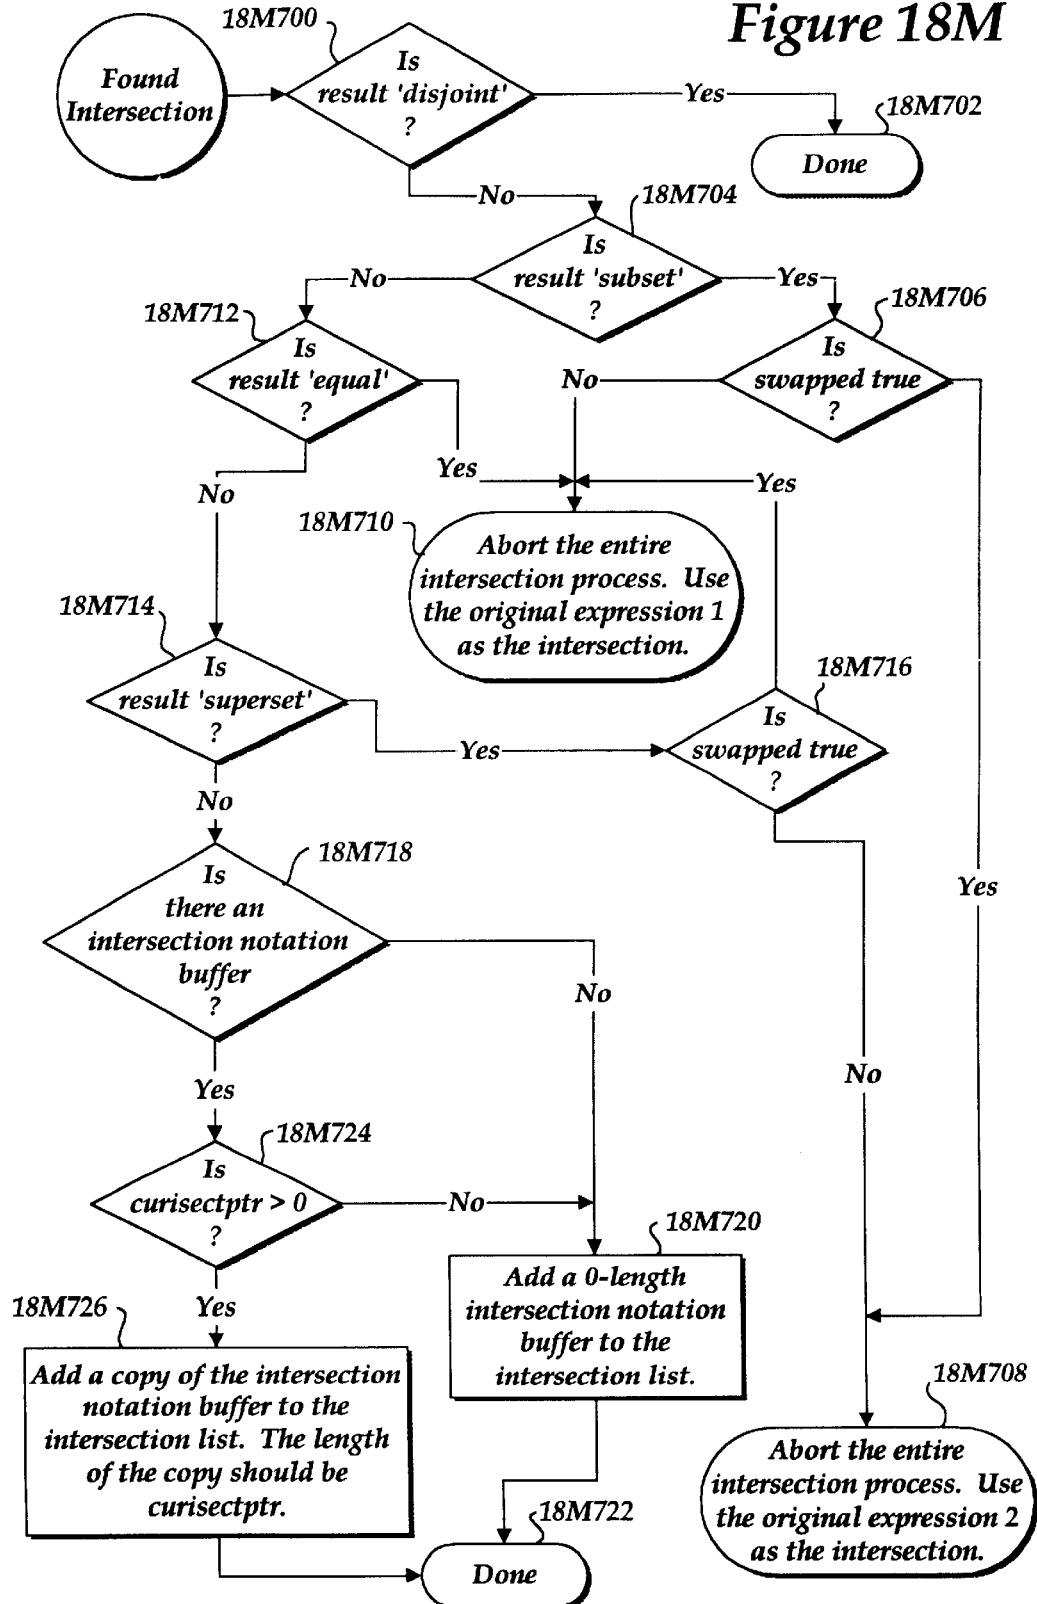 Figure 18M
18M700
Found
Intersection
Is
result 'disjoint'
?
Yes
18M702
Done
No
18M704
Is
result 'subset'
?
No
Yes
18M712
Is
result 'equal'
?
18M706
Is
swapped true
?
No
Yes
Yes
No
18M710
Abort the entire
intersection process. Use
the original expression 1
as the intersection.
18M714
Is
result 'superset'
?
Yes
18M716
Is
swapped true
?
No
18M718
Is
there an
intersection notation
buffer
?
Yes
No
No
Yes
18M724
Is
curisectptr > 0
?
No
18M720
Add a 0-length
intersection notation
buffer to the
intersection list.
Yes
18M726
Add a copy of the intersection
notation buffer to the
intersection list. The length
of the copy should be
curisectptr.
18M708
Abort the entire
intersection process. Use
the original expression 2
as the intersection.
18M722
Done